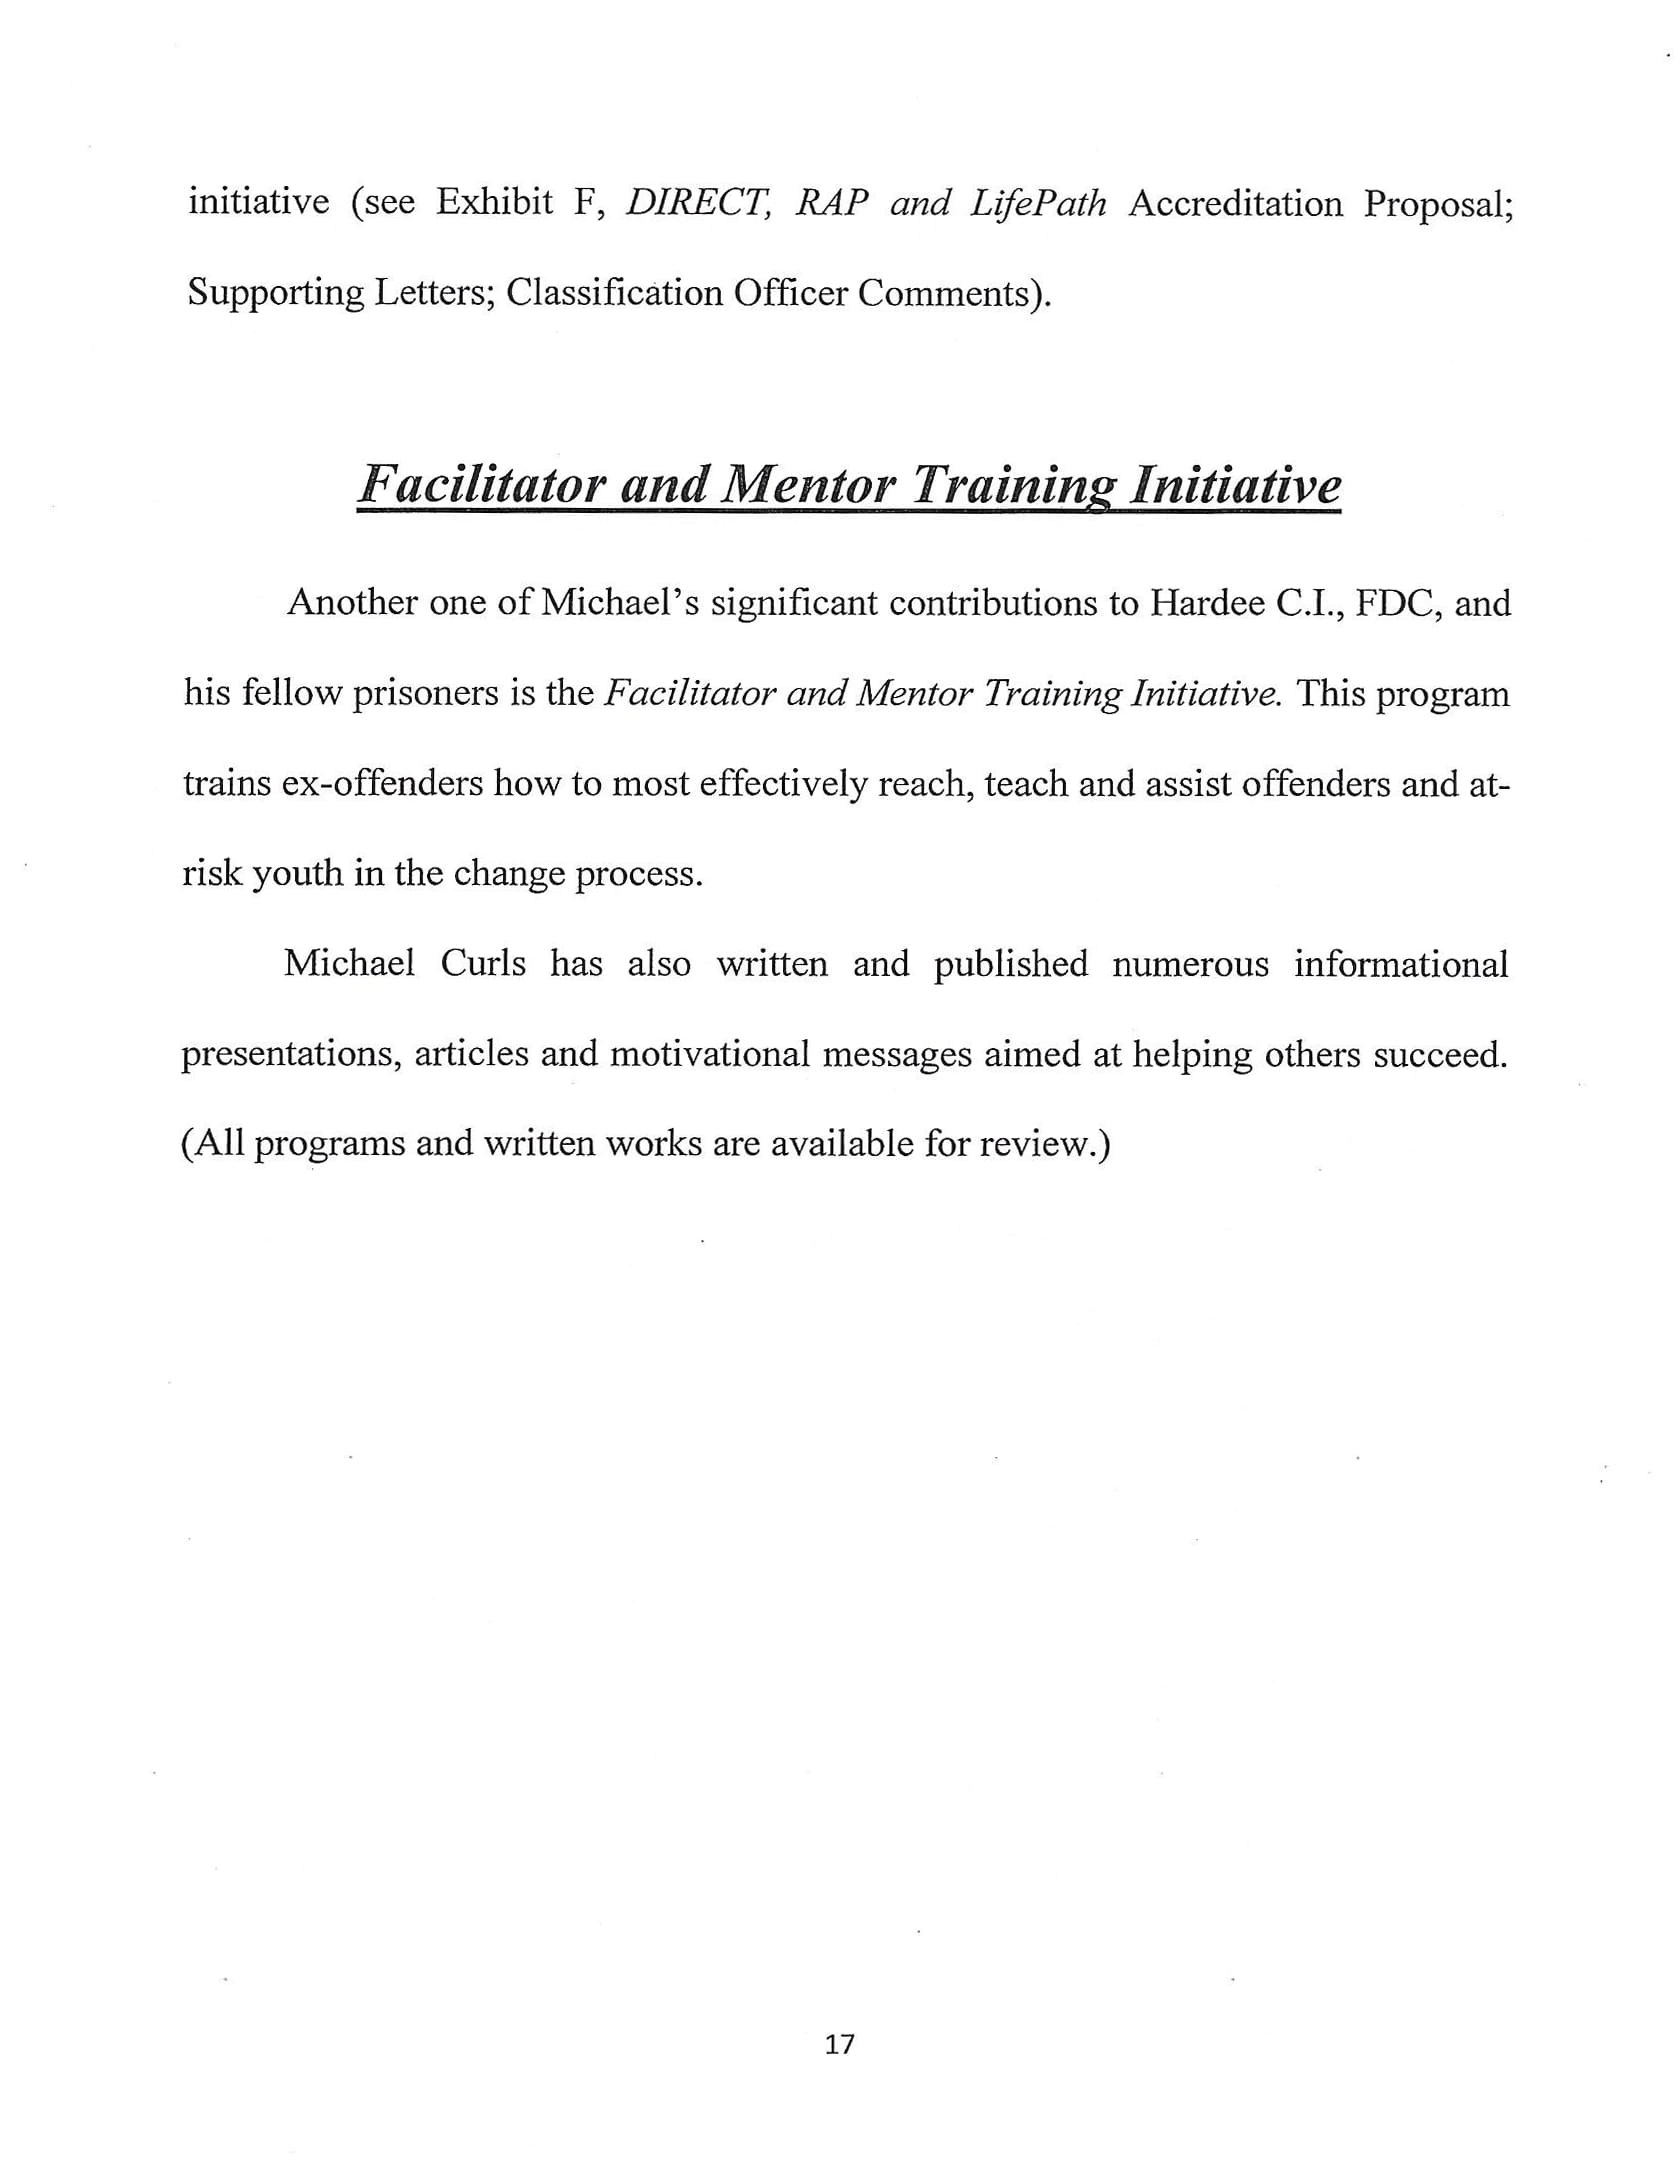 initiative (see Exhibit F, DIRECT, RAP and LifePath Accreditation Proposal;
Supporting Letters; Classification Officer Comments).
Facilitator and Mentor Training Initiative
Another one of Michael's significant contributions to Hardee C.I., FDC, and
his fellow prisoners is the Facilitator and Mentor Training Initiative. This program
trains ex-offenders how to most effectively reach, teach and assist offenders and at-
risk youth in the change process.
Michael Curls has also written and published numerous informational
presentations, articles and motivational messages aimed at helping others succeed.
(All programs and written works are available for review.)
17